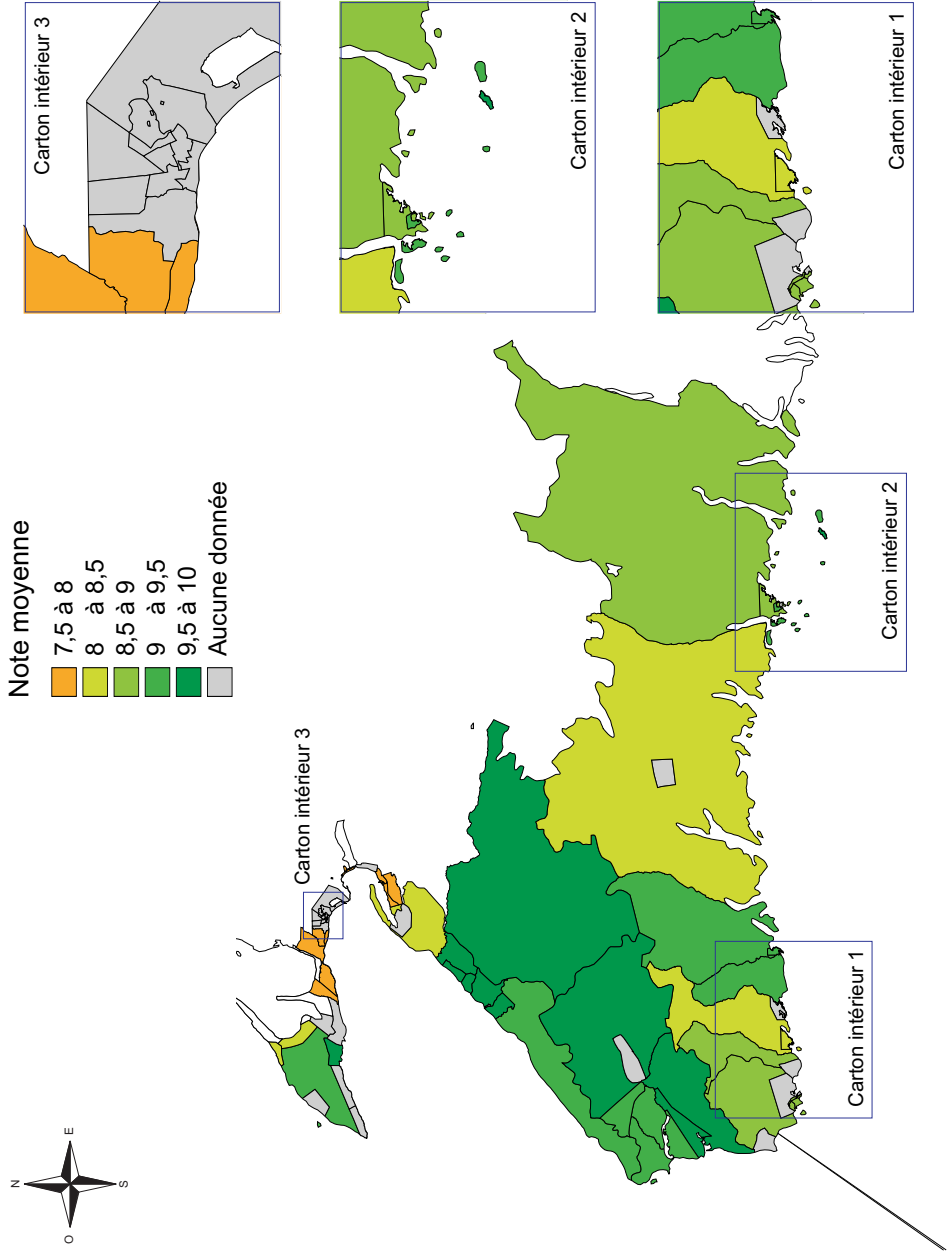 Note moyenne
7,5 à 8
8 à 8,5
8,5 à 9
9 à 9,5
9,5 à 10
Aucune donnée
N
E
S
O
Carton intérieur 3
Carton intérieur 1
Carton intérieur 2
Carton intérieur 3
Carton intérieur 2
Carton intérieur 1